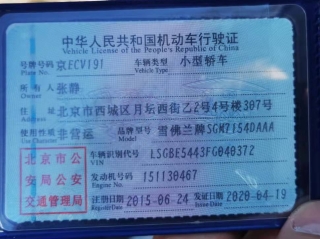 中华人民共和国机动车行驶证
Vehicle License of the People's Republic of China
号牌号码 京ECV191 车辆类型 小型轿车
Plate No. Vehicle Type
所有人 张静
Owner
住址 北京市西城区月坛西街乙2号4号楼307号
Address
使用性质 非营运 品牌型号 雪佛兰牌SGM7154DAAA
Use Character Model
北京市公安局公安交通管理局
车辆识别代号 LSGBE5443FG040372
VIN
发动机号码 151130467
Engine No.
注册日期 2015-06-24 发证日期 2020-04-19
Register Date Issue Date